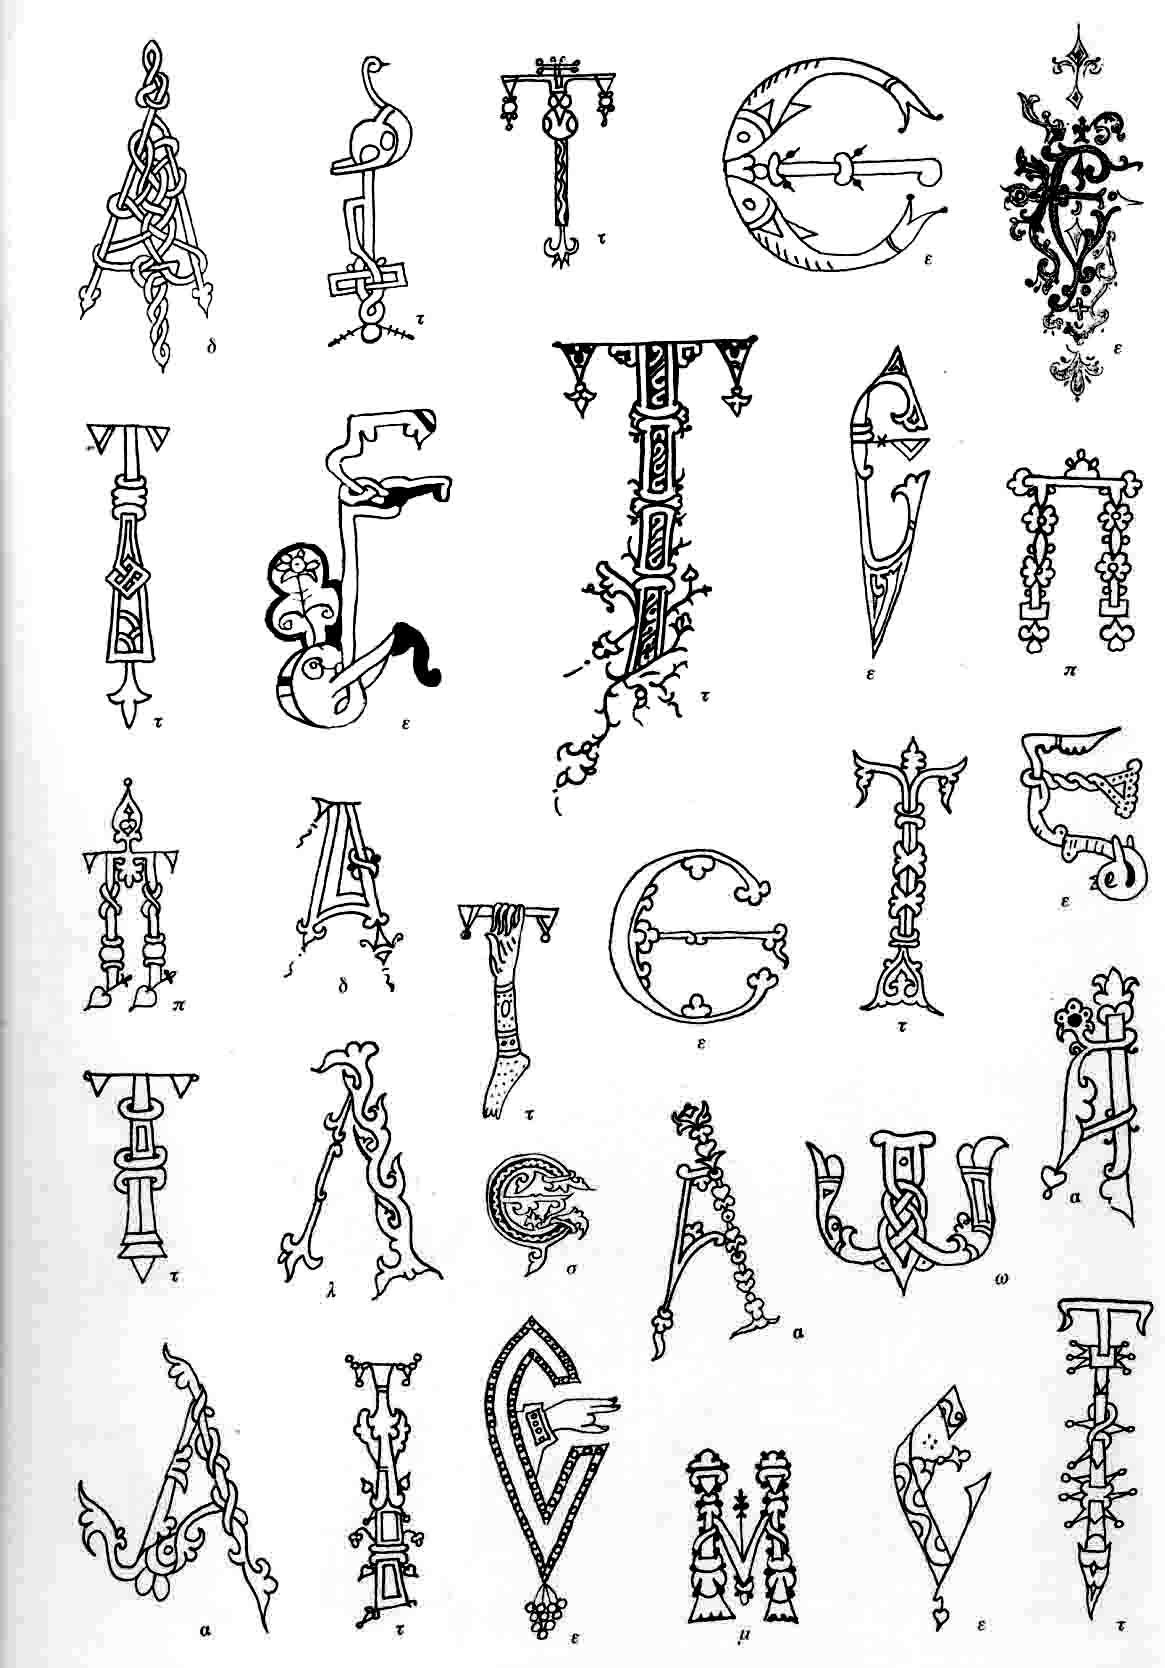 δ τ τ ε ε
τ ε τ ε π
π δ τ ε τ ε
τ λ σ α ω α
α τ ε μ ε τ